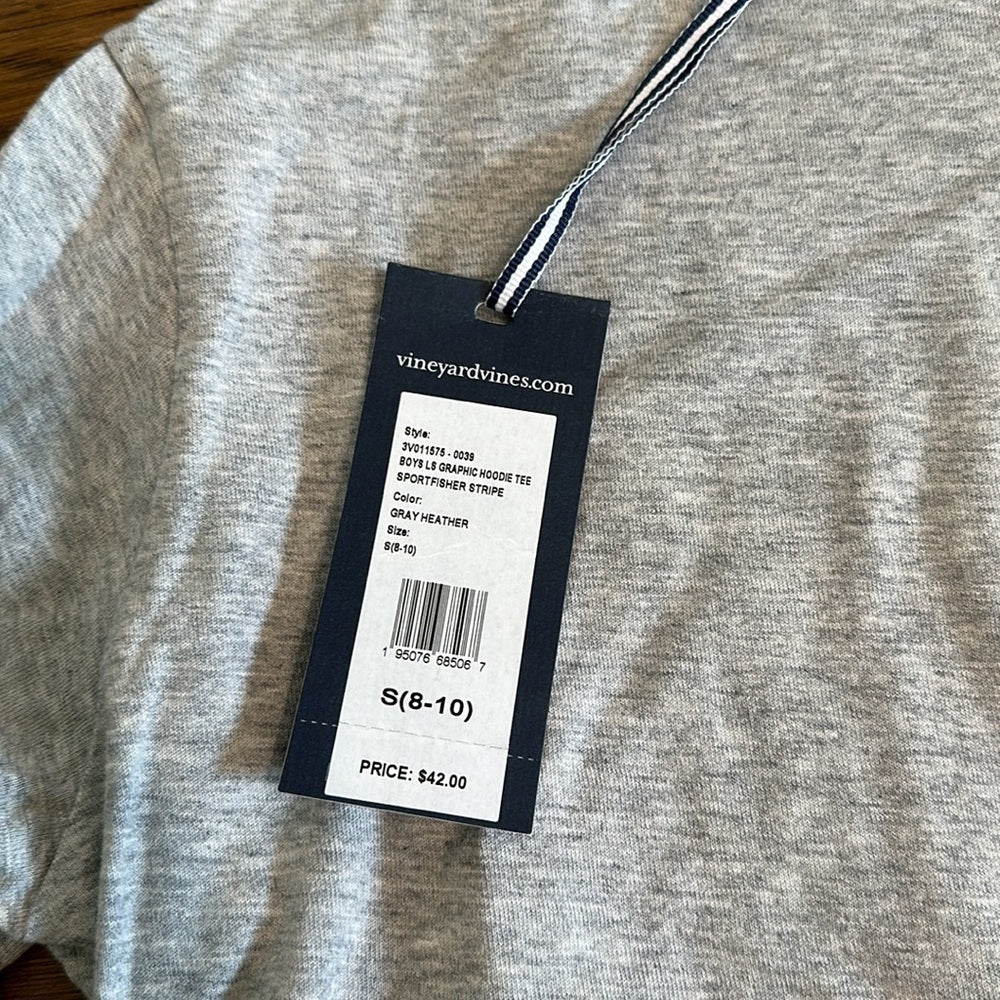 vineyardvines.com
Style:
3V011575 - 0039
BOYS LS GRAPHIC HOODIE TEE
SPORTFISHER STRIPE
Color:
GRAY HEATHER
Size:
S(8-10)
1 95076 68506 7
S(8-10)
PRICE: $42.00